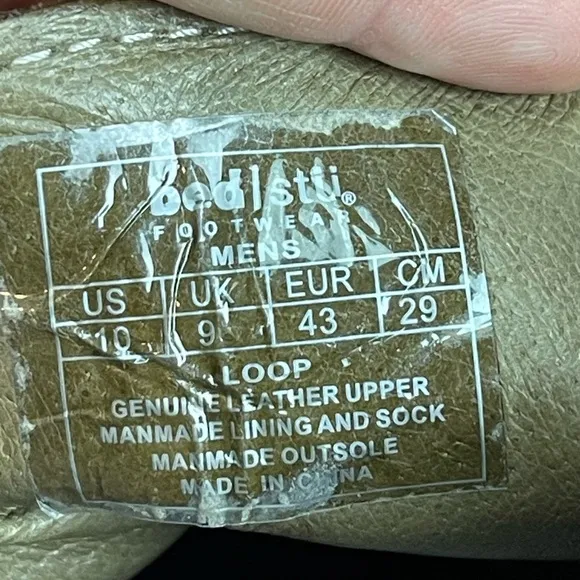 bed|stü®
FOOTWEAR
MENS
US UK EUR CM
10 9 43 29
LOOP
GENUINE LEATHER UPPER
MANMADE LINING AND SOCK
MANMADE OUTSOLE
MADE IN CHINA